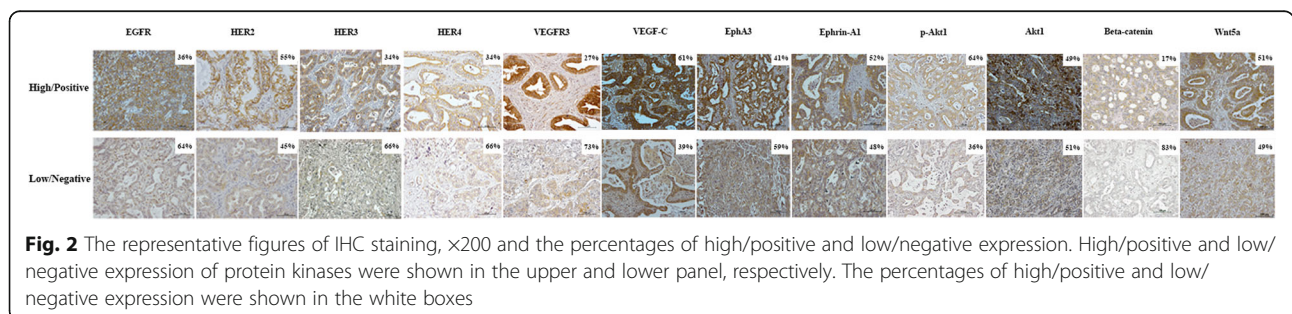 EGFR HER2 HER3 HER4 VEGFR3 VEGF-C EphA3 Ephrin-A1 p-Akt1 Akt1 Beta-catenin Wnt5a
36% 55% 34% 34% 27% 61% 41% 52% 64% 49% 17% 51%
High/Positive
64% 45% 66% 66% 73% 39% 59% 48% 36% 51% 83% 49%
Low/Negative
Fig. 2 The representative figures of IHC staining, ×200 and the percentages of high/positive and low/negative expression. High/positive and low/
negative expression of protein kinases were shown in the upper and lower panel, respectively. The percentages of high/positive and low/
negative expression were shown in the white boxes